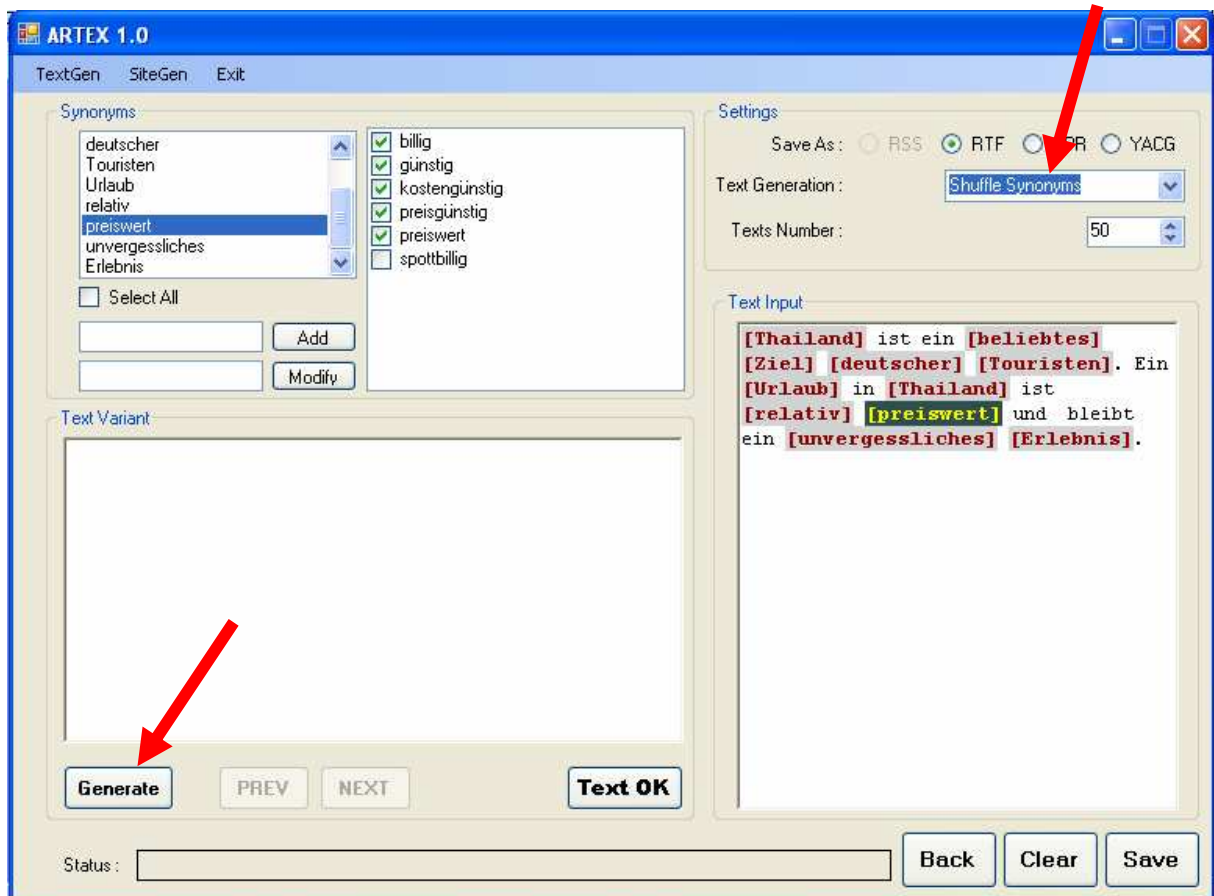 ARTEX 1.0
TextGen SiteGen Exit
Synonyms
deutscher
Touristen
Urlaub
relativ
preiswert
unvergessliches
Erlebnis
billig
günstig
kostengünstig
preisgünstig
preiswert
spottbillig
Select All
Add
Modify
Settings
Save As : RSS RTF YACG
Text Generation : Shuffle Synonyms
Texts Number : 50
Text Input
[Thailand] ist ein [beliebtes]
[Ziel] [deutscher] [Touristen]. Ein
[Urlaub] in [Thailand] ist
[relativ] [preiswert] und bleibt
ein [unvergessliches] [Erlebnis].
Text Variant
Generate PREV NEXT Text OK
Status :
Back Clear Save